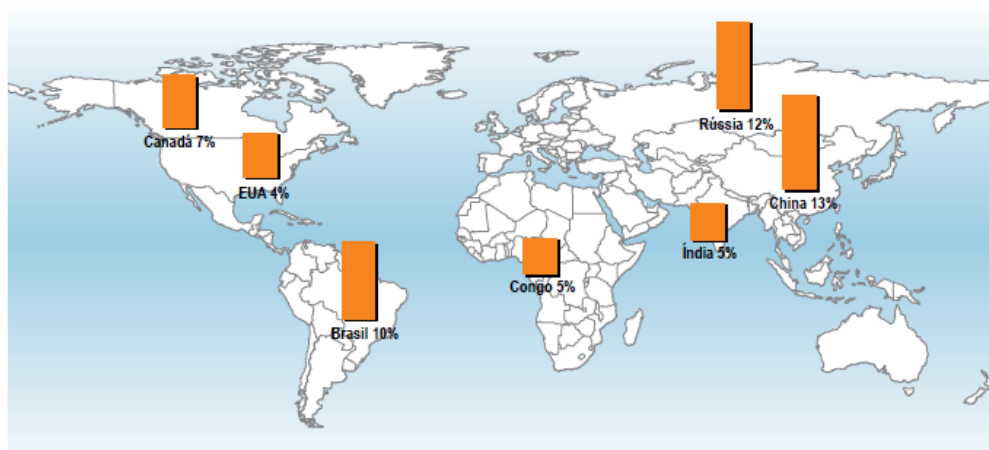 Rússia 12%
Canadá 7%
EUA 4%
China 13%
Índia 5%
Congo 5%
Brasil 10%